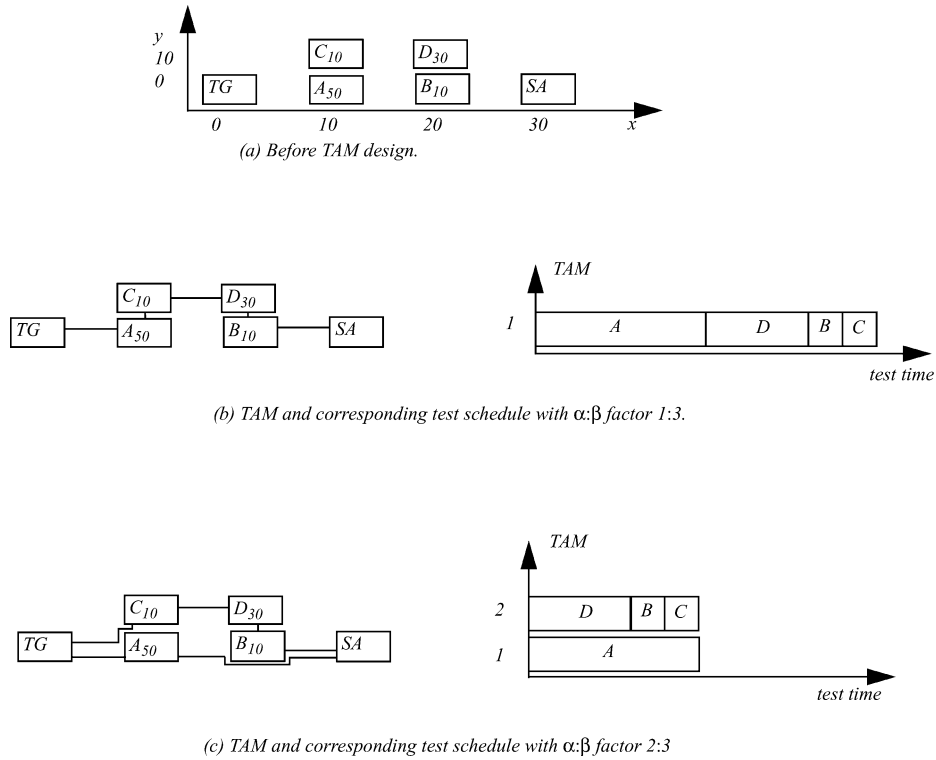 y
10
0
C10
D30
TG
A50
B10
SA
0 10 20 30 x
(a) Before TAM design.
C10
D30
TG
A50
B10
SA
TAM
1
A D B C
test time
(b) TAM and corresponding test schedule with α:β factor 1:3.
C10
D30
TG
A50
B10
SA
TAM
2
D B C
1
A
test time
(c) TAM and corresponding test schedule with α:β factor 2:3